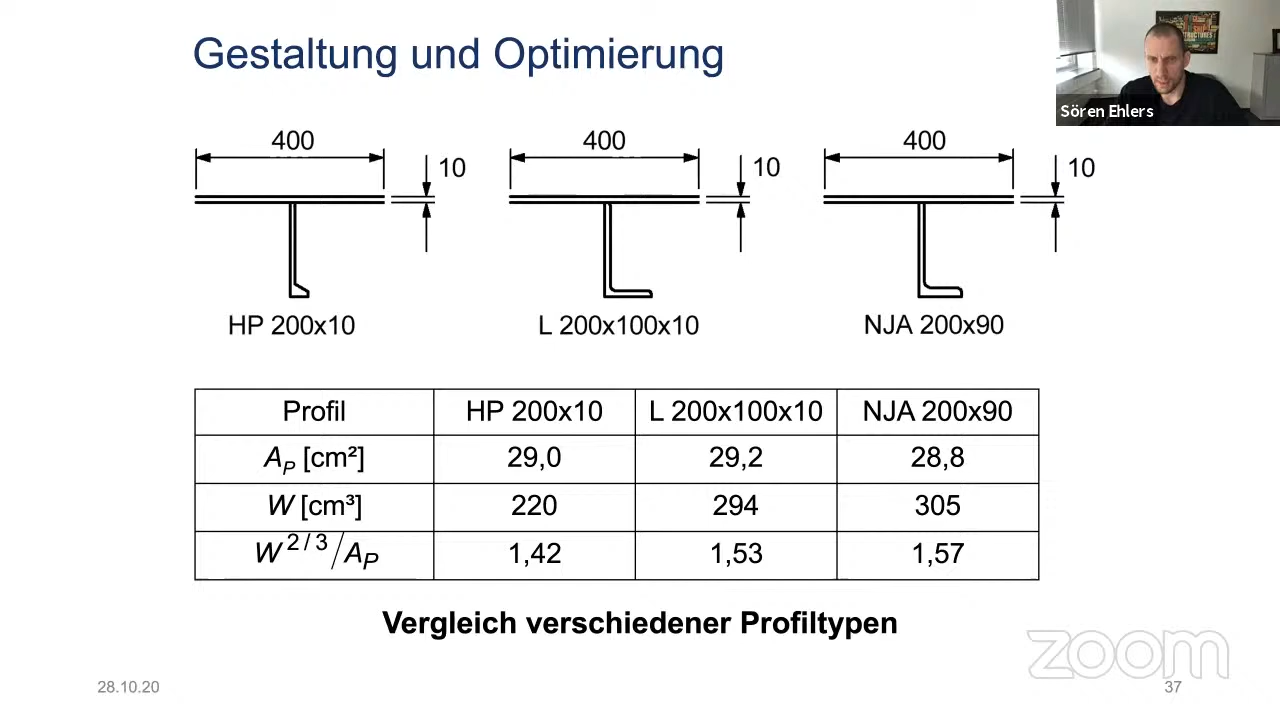 Gestaltung und Optimierung
STRUCTURES
Sören Ehlers
400
10
400
10
400
10
HP 200x10
L 200x100x10
NJA 200x90
Profil HP 200x10 L 200x100x10 NJA 200x90
A_P [cm²] 29,0 29,2 28,8
W [cm³] 220 294 305
W^2/3/A_P 1,42 1,53 1,57
Vergleich verschiedener Profiltypen
zoom
28.10.20
37